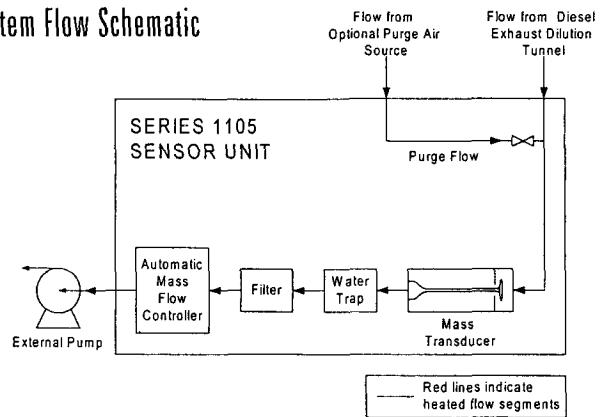 tem Flow Schematic
Flow from
Optional Purge Air
Source
Flow from Diesel
Exhaust Dilution
Tunnel
SERIES 1105
SENSOR UNIT
Purge Flow
Automatic
Mass
Flow
Controller
Filter
Water
Trap
Mass
Transducer
External Pump
Red lines indicate
heated flow segments